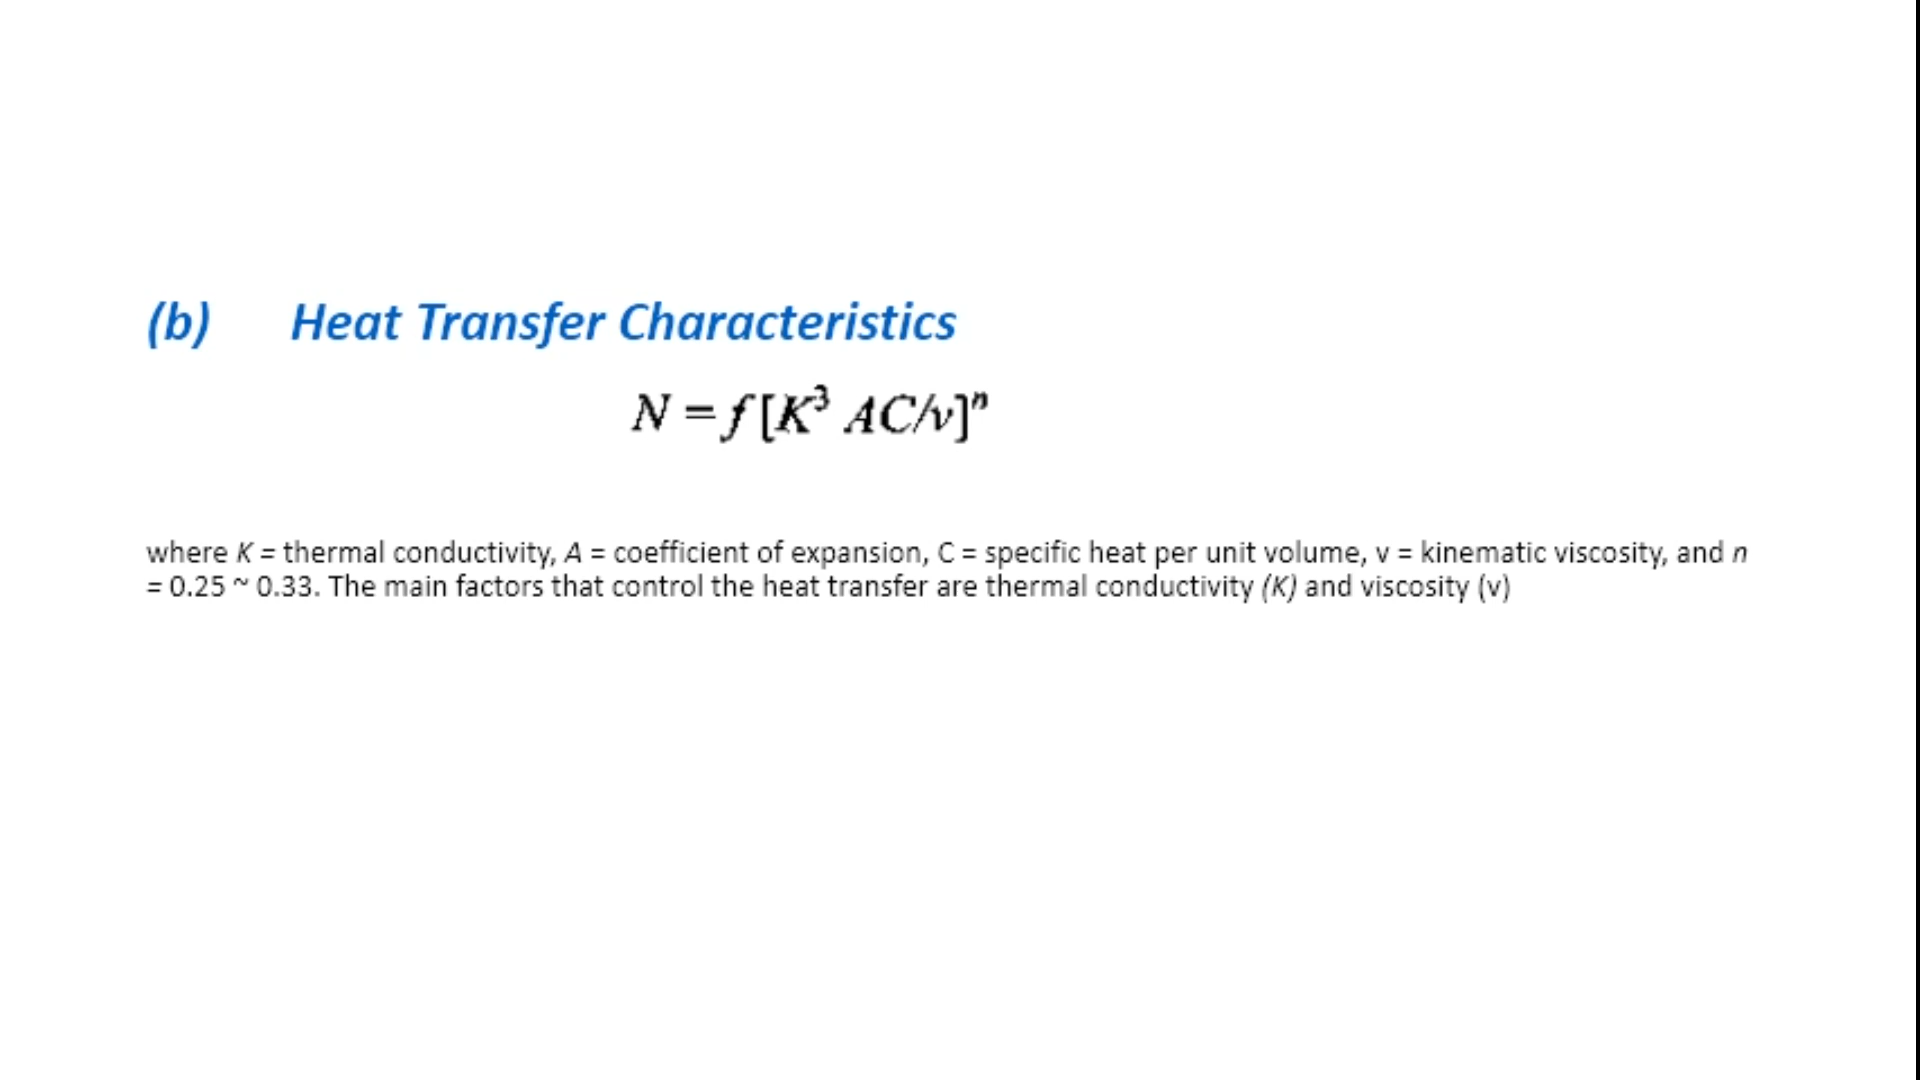 (b) Heat Transfer Characteristics
N = f [K³ AC/ν]ⁿ
where K = thermal conductivity, A = coefficient of expansion, C = specific heat per unit volume, v = kinematic viscosity, and n
= 0.25 ~ 0.33. The main factors that control the heat transfer are thermal conductivity (K) and viscosity (v)